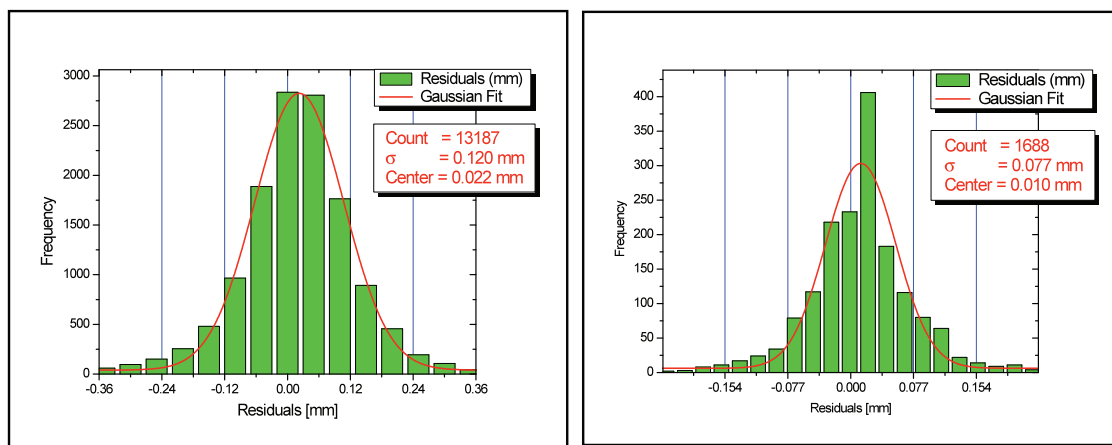 3000
2500
2000
1500
1000
500
0
Frequency
-0.36 -0.24 -0.12 0.00 0.12 0.24 0.36
Residuals [mm]
Residuals (mm)
Gaussian Fit
Count = 13187
σ = 0.120 mm
Center = 0.022 mm
400
350
300
250
200
150
100
50
0
Frequency
-0.154 -0.077 0.000 0.077 0.154
Residuals [mm]
Residuals (mm)
Gaussian Fit
Count = 1688
σ = 0.077 mm
Center = 0.010 mm